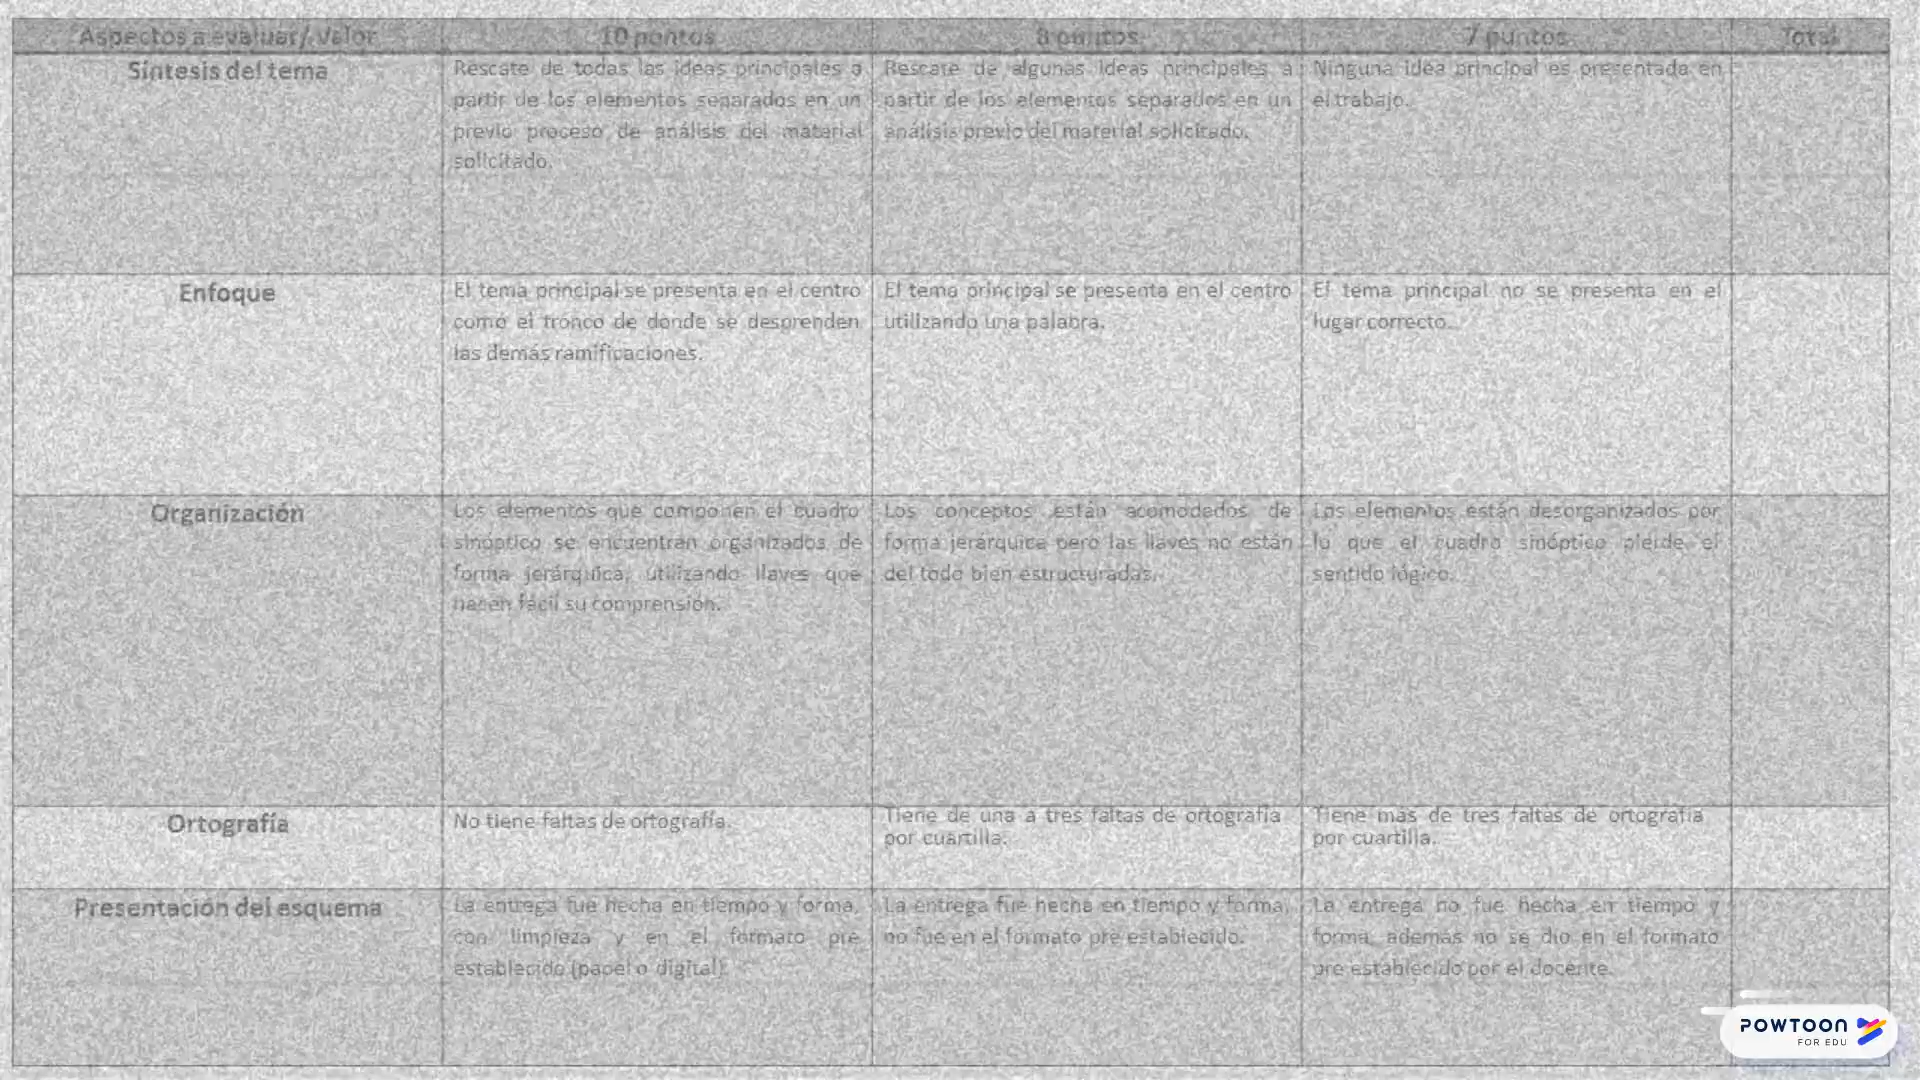 Aspectos a evaluar/ Valor
10 puntos
8 puntos
7 puntos
Total
Síntesis del tema
Rescate de todas las ideas principales a
partir de los elementos separados en un
previo proceso de análisis del material
solicitado.
Rescate de algunas ideas principales a
partir de los elementos separados en un
análisis previo del material solicitado.
Ninguna idea principal es presentada en
el trabajo.
Enfoque
El tema principal se presenta en el centro
como el tronco de donde se desprenden
las demás ramificaciones.
El tema principal se presenta en el centro
utilizando una palabra.
El tema principal no se presenta en el
lugar correcto.
Organización
Los elementos que componen el cuadro
sinóptico se encuentran organizados de
forma jerárquica, utilizando llaves que
hacen fácil su comprensión.
Los conceptos están acomodados de
forma jerárquica pero las llaves no están
del todo bien estructuradas.
Los elementos están desorganizados por
lo que el cuadro sinóptico pierde el
sentido lógico.
Ortografía
No tiene faltas de ortografía.
Tiene de una a tres faltas de ortografía
por cuartilla.
Tiene más de tres faltas de ortografía
por cuartilla.
Presentación del esquema
La entrega fue hecha en tiempo y forma,
con limpieza y en el formato pre
establecido (papel o digital).
La entrega fue hecha en tiempo y forma,
no fue en el formato pre establecido.
La entrega no fue hecha en tiempo y
forma, además no se dio en el formato
pre establecido por el docente.
POWTOON
FOR EDU